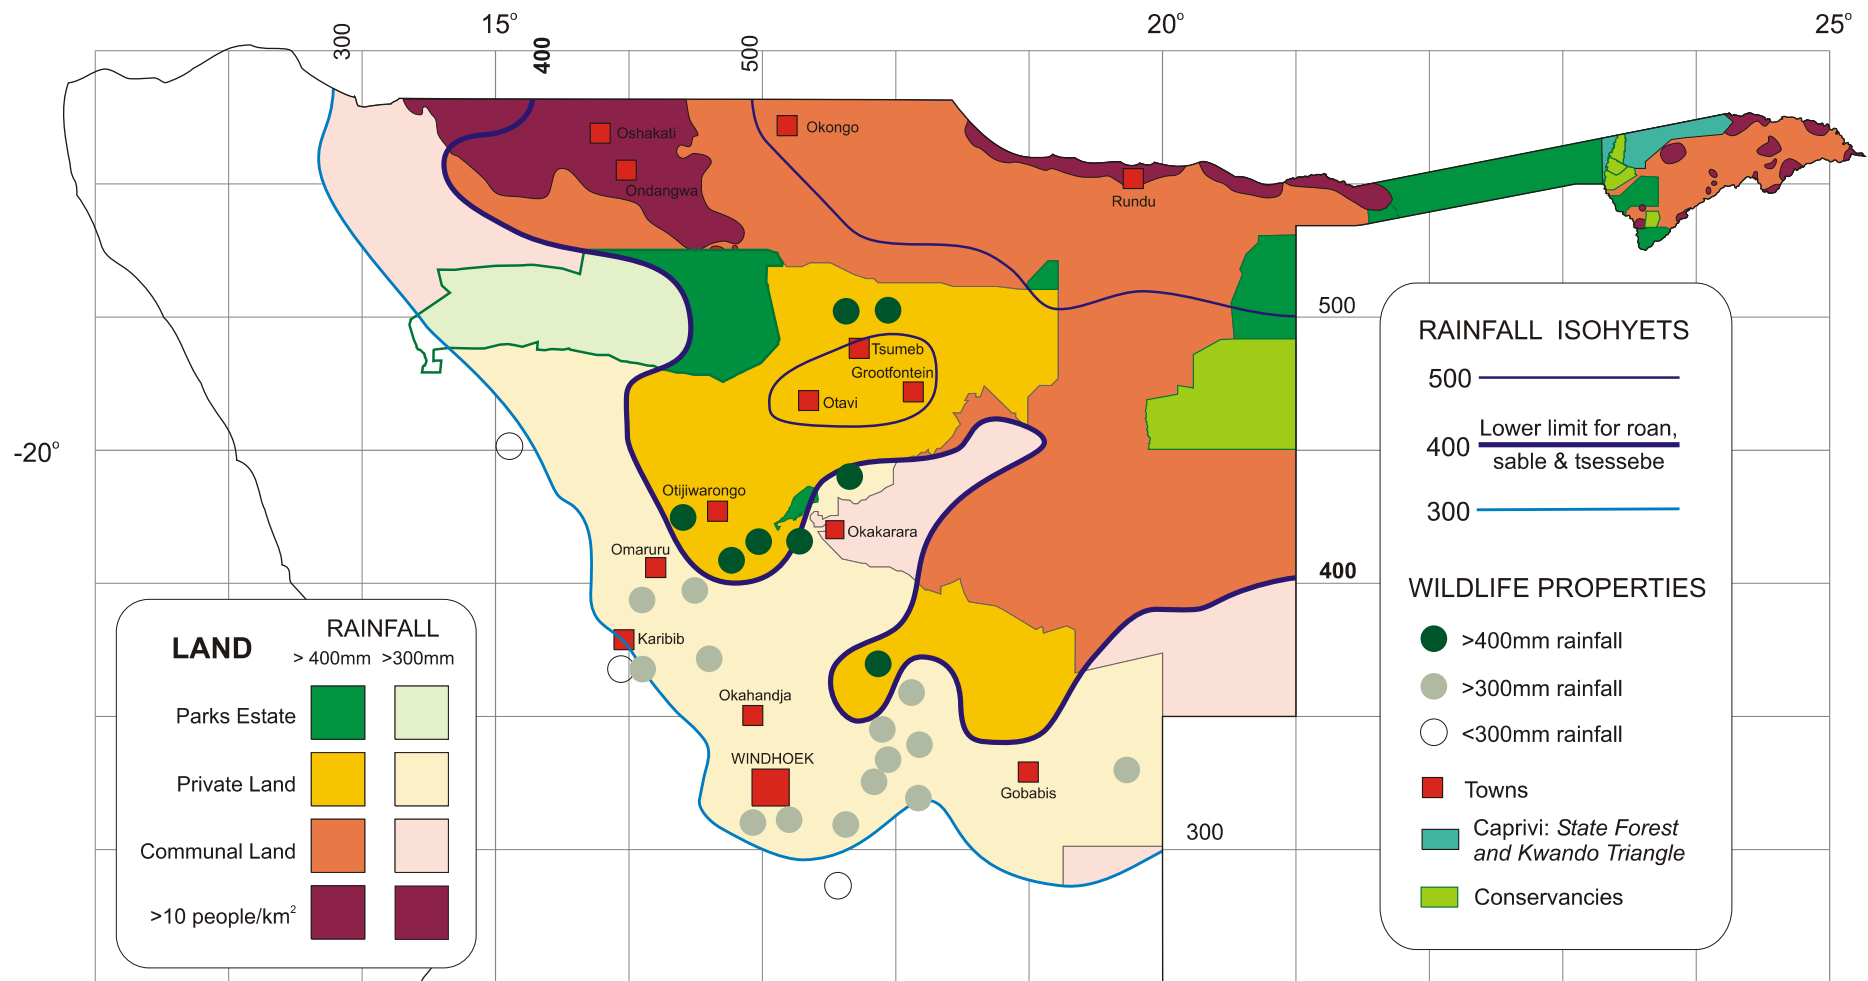 15°
20°
25°
300
400
500
-20°
Oshakati
Ondangwa
Okongo
Rundu
500
Tsumeb
Grootfontein
Otavi
Otijiwarongo
Okakarara
Omaruru
Karibib
Okahandja
WINDHOEK
Gobabis
400
300
LAND
RAINFALL
> 400mm >300mm
Parks Estate
Private Land
Communal Land
>10 people/km²
RAINFALL ISOHYETS
500
400
Lower limit for roan,
sable & tsessebe
300
WILDLIFE PROPERTIES
>400mm rainfall
>300mm rainfall
<300mm rainfall
Towns
Caprivi: State Forest
and Kwando Triangle
Conservancies